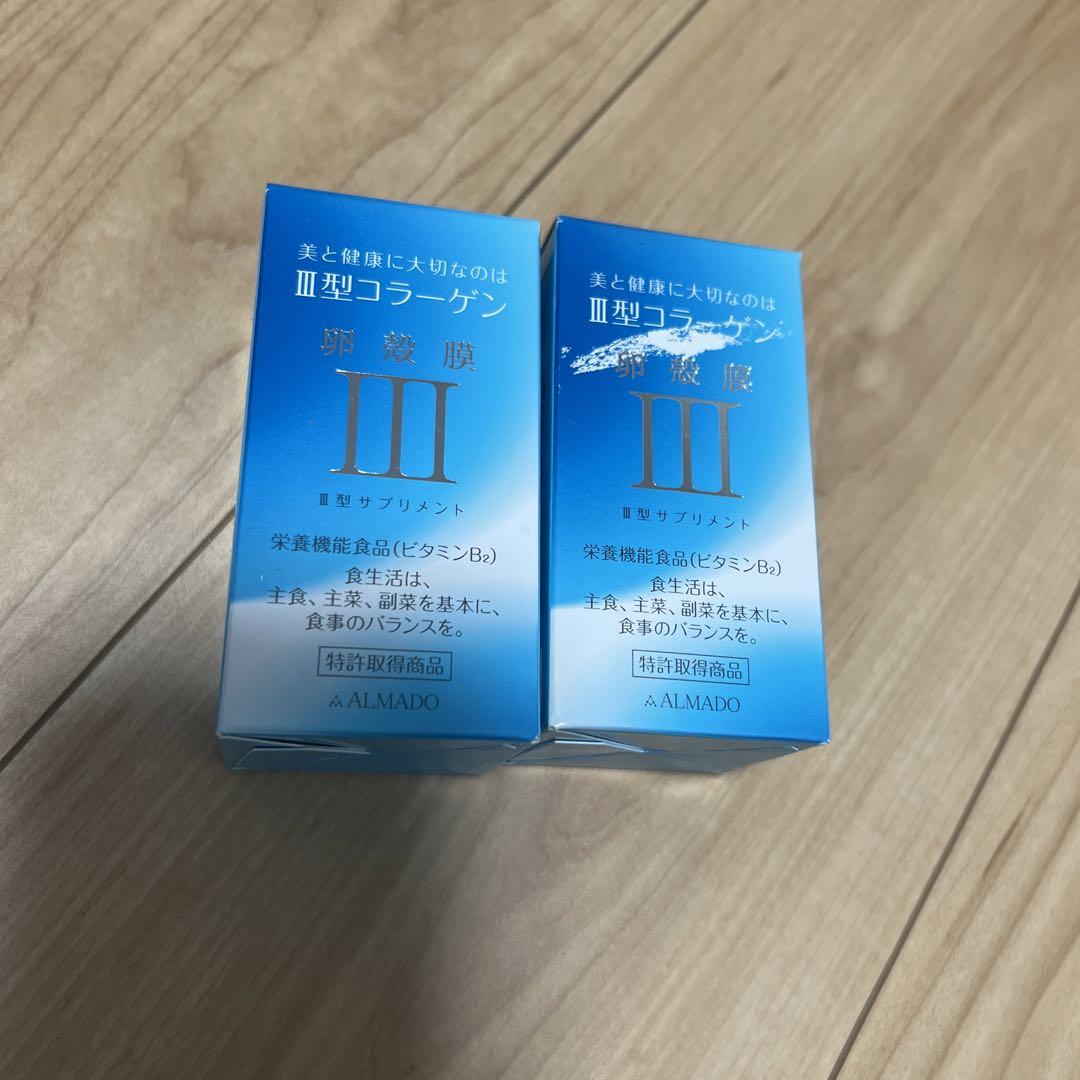 美と健康に大切なのは
Ⅲ型コラーゲン
卵殻膜
Ⅲ
Ⅲ型サプリメント
栄養機能食品(ビタミンB₂)
食生活は、
主食、主菜、副菜を基本に、
食事のバランスを。
特許取得商品
ALMADO
美と健康に大切なのは
Ⅲ型コラーゲン
卵殻膜
Ⅲ
Ⅲ型サプリメント
栄養機能食品(ビタミンB₂)
食生活は、
主食、主菜、副菜を基本に、
食事のバランスを。
特許取得商品
ALMADO